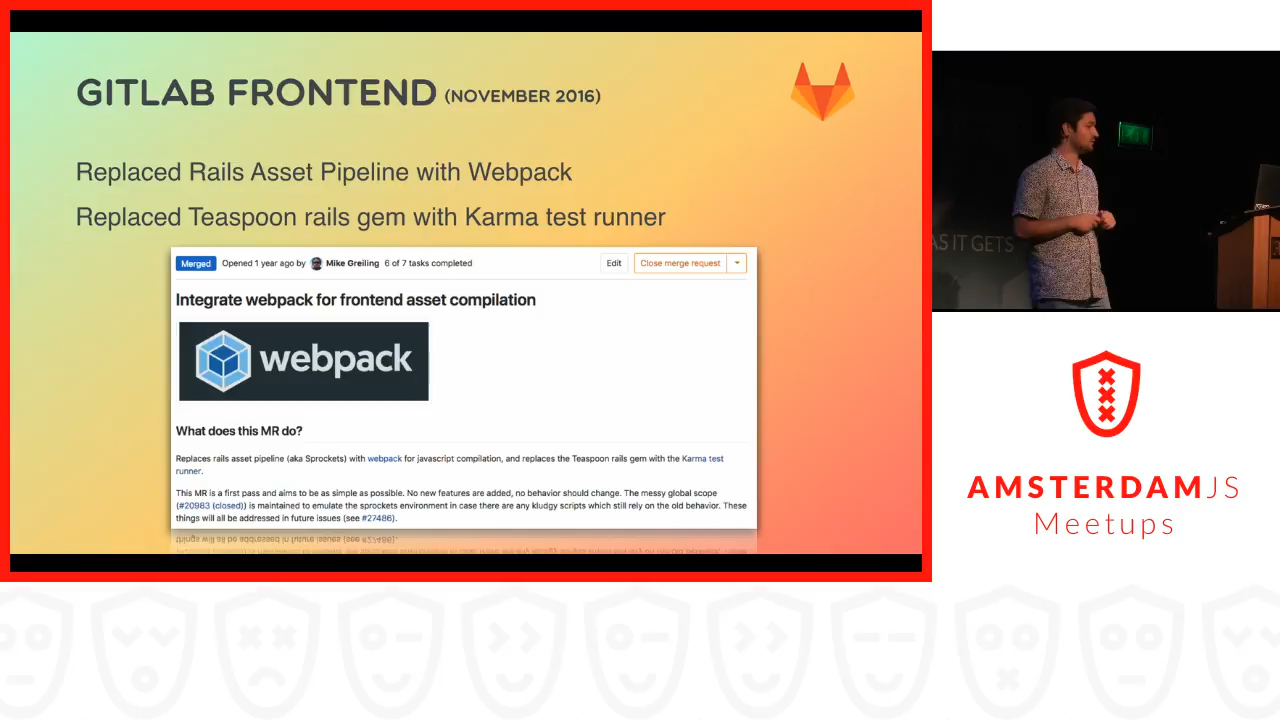 GITLAB FRONTEND (NOVEMBER 2016)
Replaced Rails Asset Pipeline with Webpack
Replaced Teaspoon rails gem with Karma test runner
Merged Opened 1 year ago by Mike Greiling 6 of 7 tasks completed Edit Close merge request
Integrate webpack for frontend asset compilation
webpack
What does this MR do?
Replaces rails asset pipeline (aka Sprockets) with webpack for javascript compilation, and replaces the Teaspoon rails gem with the Karma test
runner.
This MR is a first pass and aims to be as simple as possible. No new features are added, no behavior should change. The messy global scope
(#20983 (closed)) is maintained to emulate the sprockets environment in case there are any kludgy scripts which still rely on the old behavior. These
things will all be addressed in future issues (see #27486).
AS IT GETS
AMSTERDAMJS
Meetups